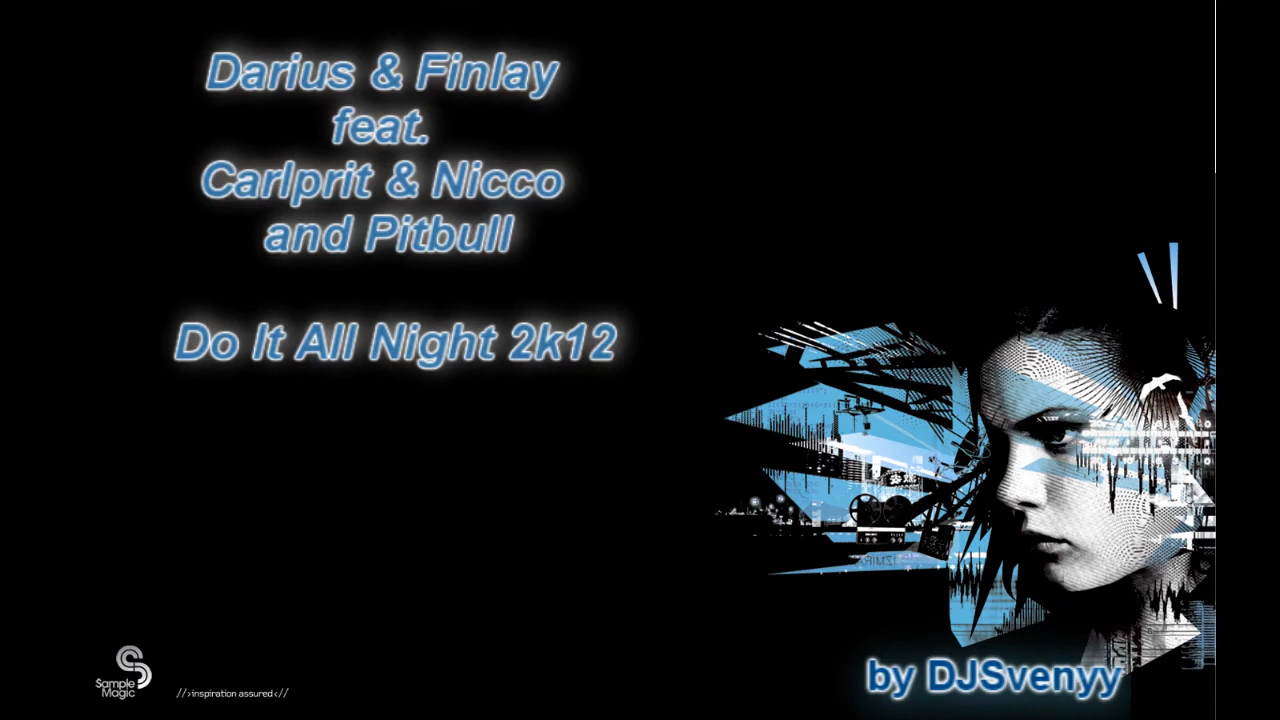 Darius & Finlay
feat.
Carlprit & Nicco
and Pitbull
Do It All Night 2k12
by DJSvenyy
Sample
Magic
//>inspiration assured<//